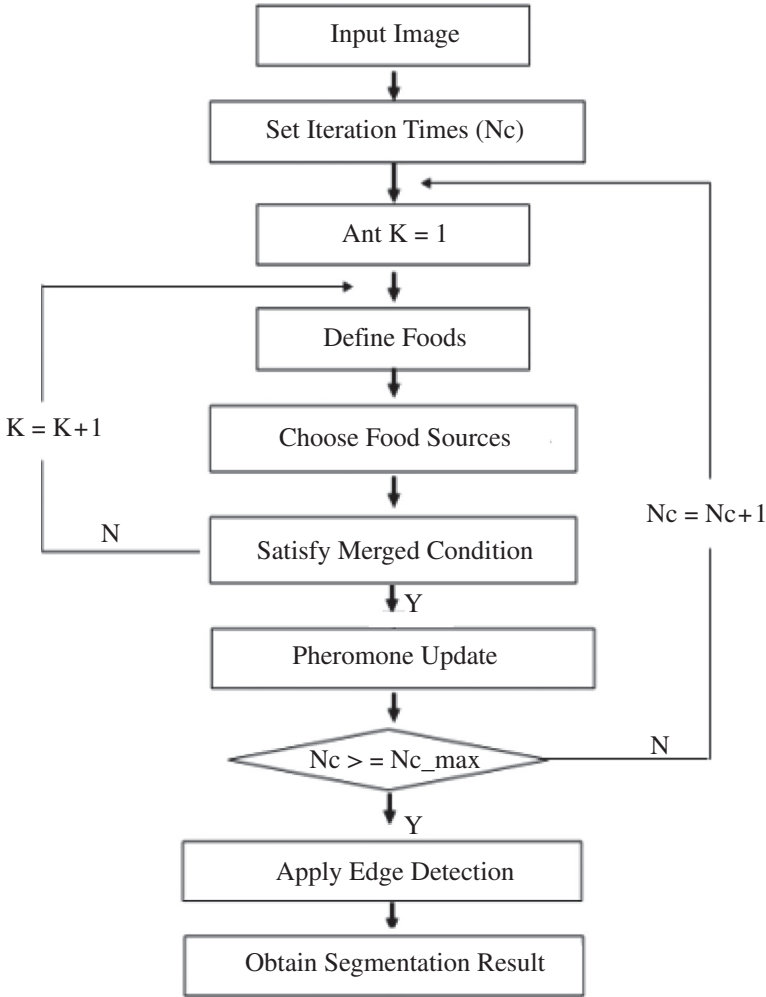 Input Image
Set Iteration Times (Nc)
Ant K = 1
Define Foods
K = K+1
Choose Food Sources
Nc = Nc+1
N
Satisfy Merged Condition
Y
Pheromone Update
N
Nc > = Nc_max
Y
Apply Edge Detection
Obtain Segmentation Result